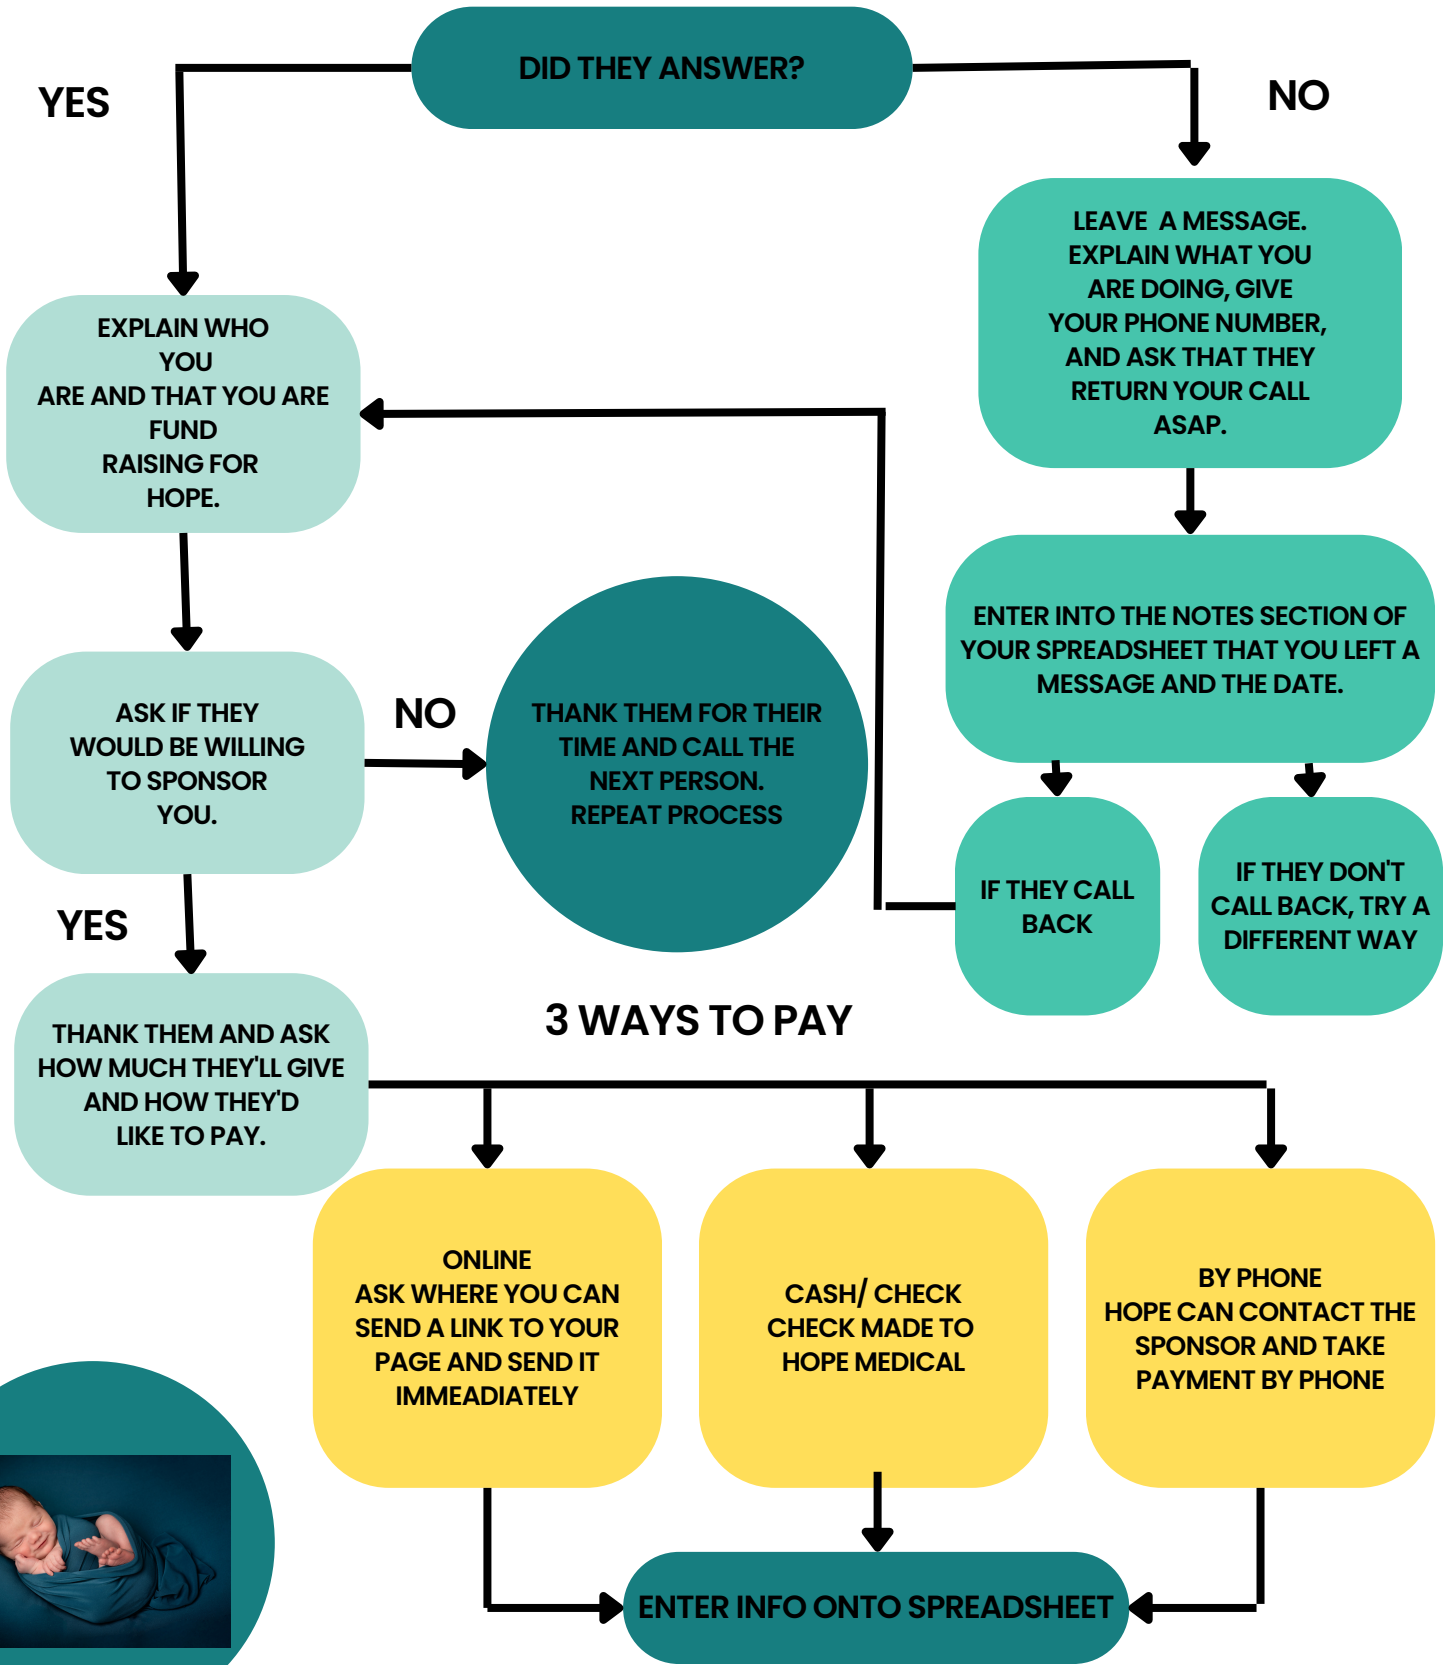 DID THEY ANSWER?
YES
NO
LEAVE A MESSAGE.
EXPLAIN WHAT YOU
ARE DOING, GIVE
YOUR PHONE NUMBER,
AND ASK THAT THEY
RETURN YOUR CALL
ASAP.
EXPLAIN WHO
YOU
ARE AND THAT YOU ARE
FUND
RAISING FOR
HOPE.
ENTER INTO THE NOTES SECTION OF
YOUR SPREADSHEET THAT YOU LEFT A
MESSAGE AND THE DATE.
ASK IF THEY
WOULD BE WILLING
TO SPONSOR
YOU.
NO
THANK THEM FOR THEIR
TIME AND CALL THE
NEXT PERSON.
REPEAT PROCESS
IF THEY CALL
BACK
IF THEY DON'T
CALL BACK, TRY A
DIFFERENT WAY
YES
THANK THEM AND ASK
HOW MUCH THEY'LL GIVE
AND HOW THEY'D
LIKE TO PAY.
3 WAYS TO PAY
ONLINE
ASK WHERE YOU CAN
SEND A LINK TO YOUR
PAGE AND SEND IT
IMMEADIATELY
CASH/ CHECK
CHECK MADE TO
HOPE MEDICAL
BY PHONE
HOPE CAN CONTACT THE
SPONSOR AND TAKE
PAYMENT BY PHONE
ENTER INFO ONTO SPREADSHEET